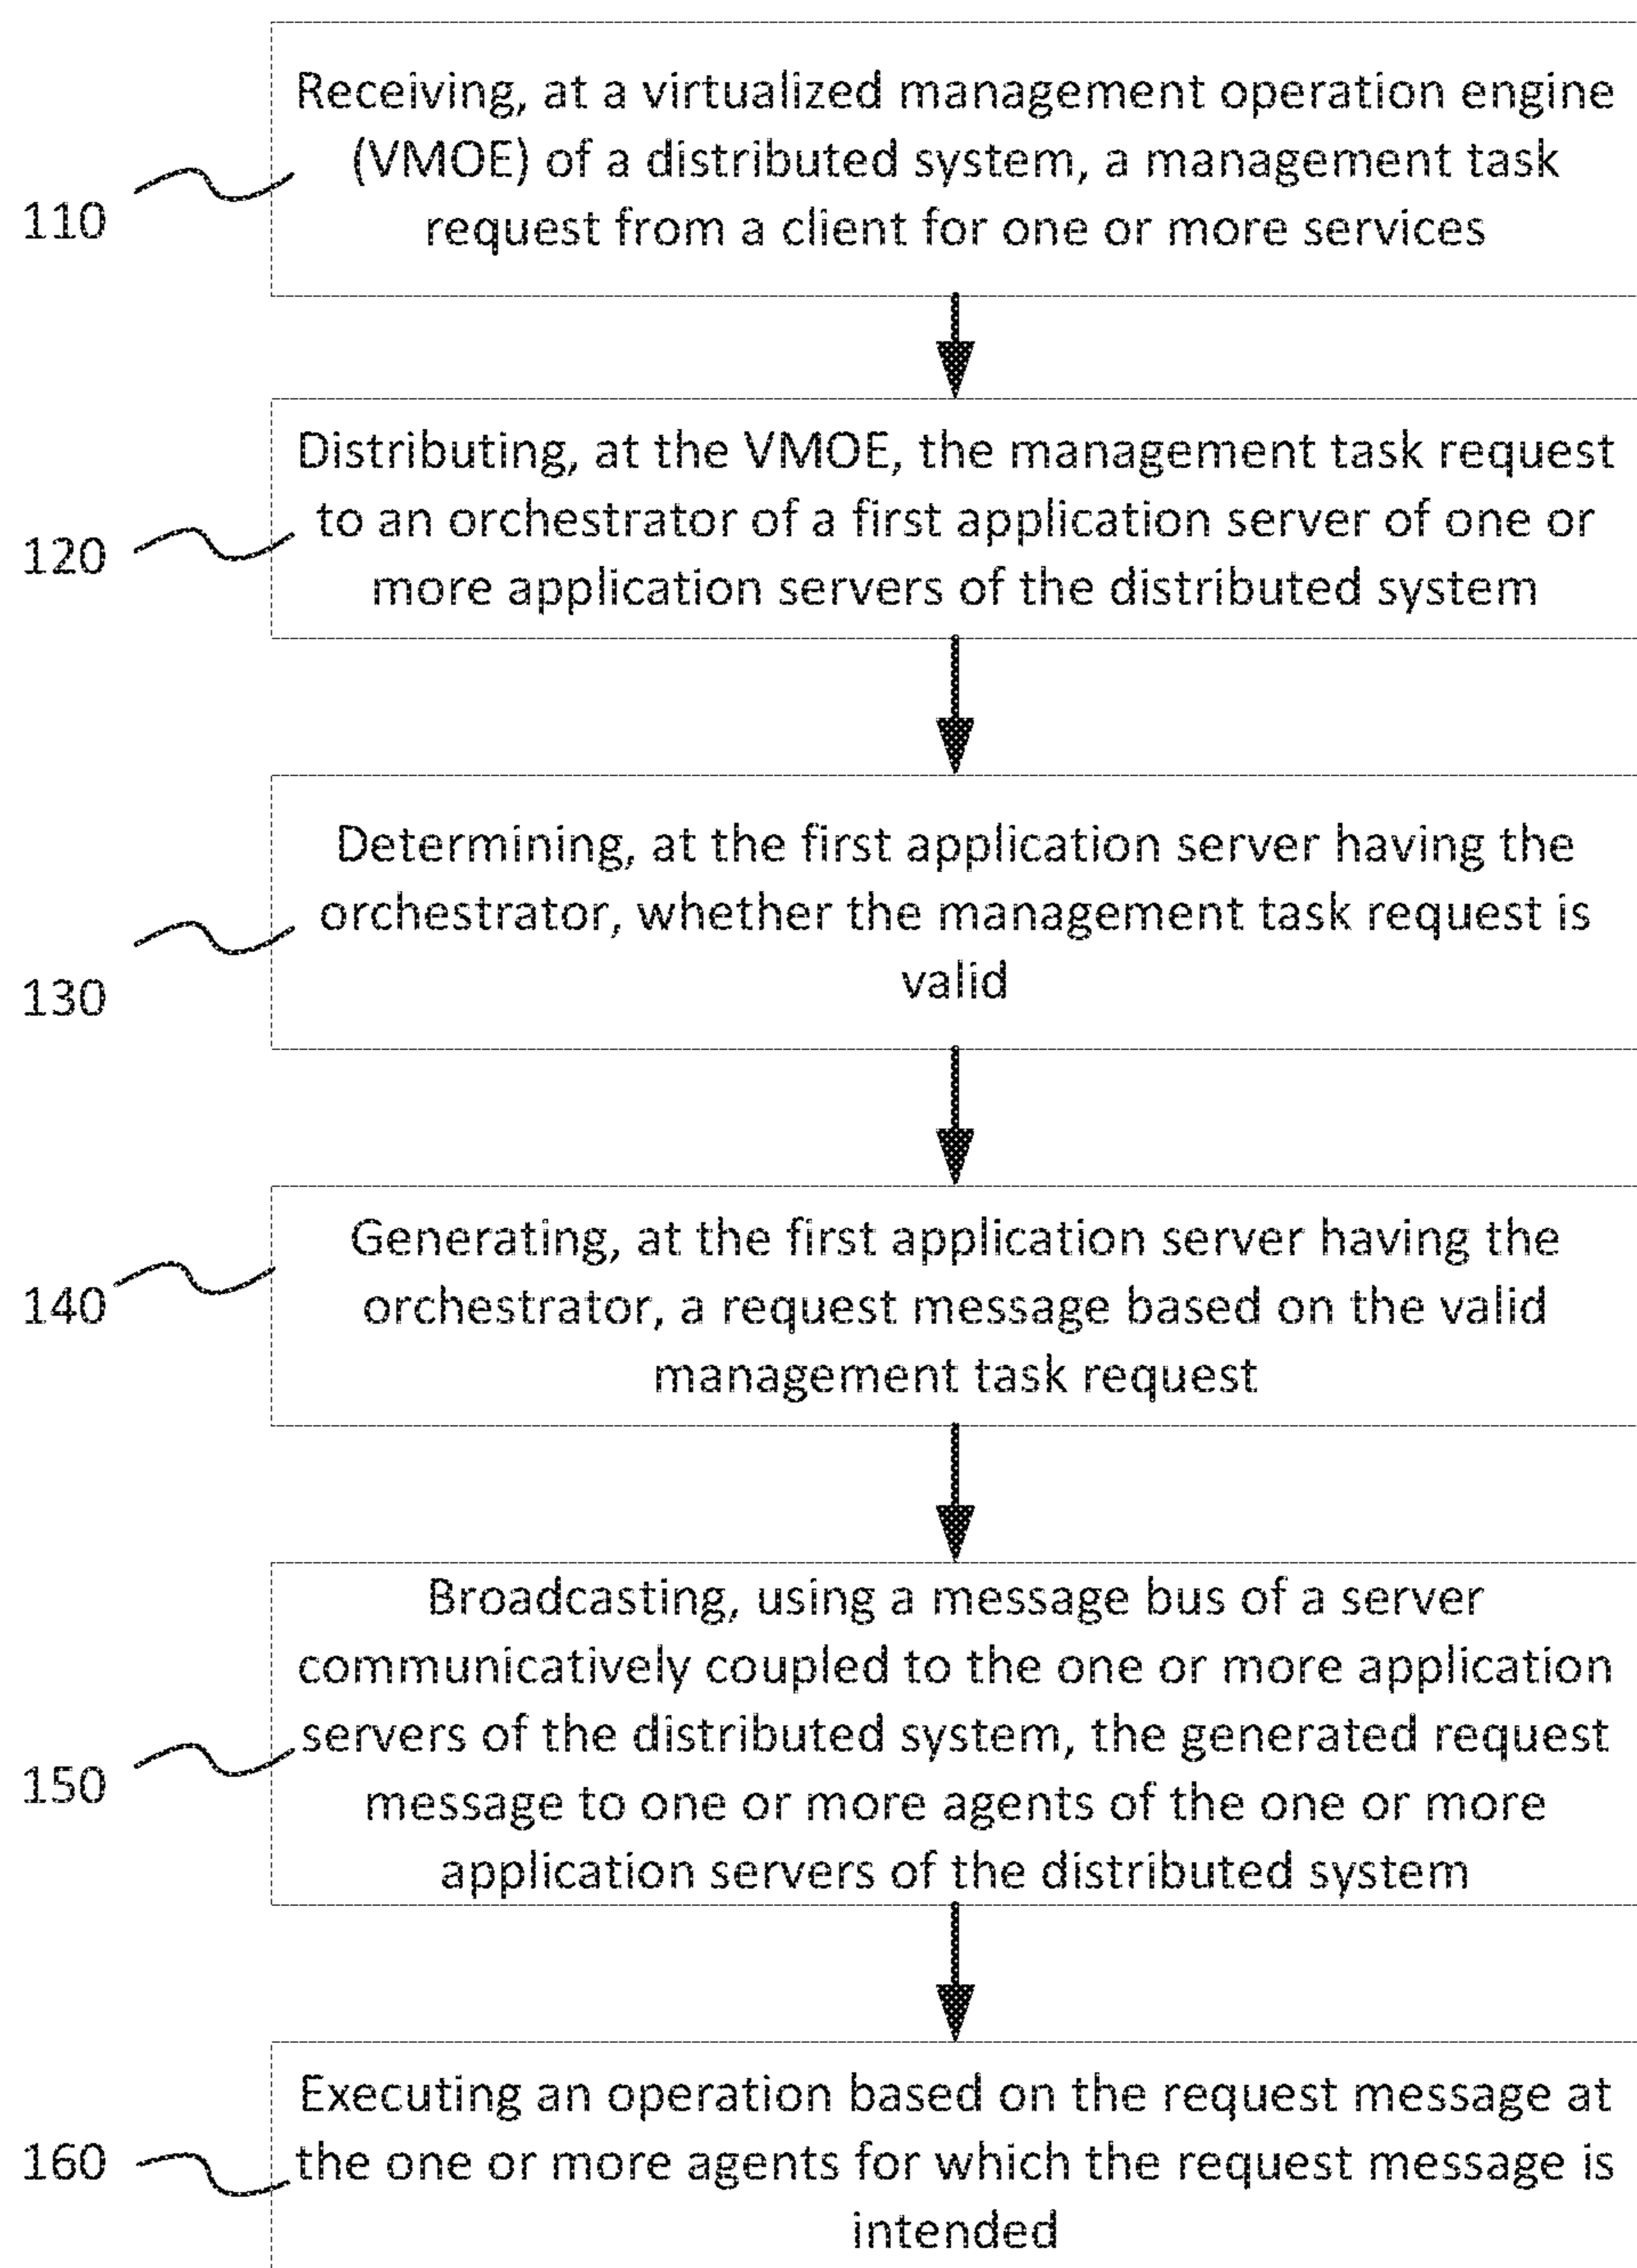 Receiving, at a virtualized management operation engine
(VMOE) of a distributed system, a management task
request from a client for one or more services
110
Distributing, at the VMOE, the management task request
to an orchestrator of a first application server of one or
more application servers of the distributed system
120
Determining, at the first application server having the
orchestrator, whether the management task request is
valid
130
Generating, at the first application server having the
orchestrator, a request message based on the valid
management task request
140
Broadcasting, using a message bus of a server
communicatively coupled to the one or more application
servers of the distributed system, the generated request
message to one or more agents of the one or more
application servers of the distributed system
150
Executing an operation based on the request message at
the one or more agents for which the request message is
intended
160